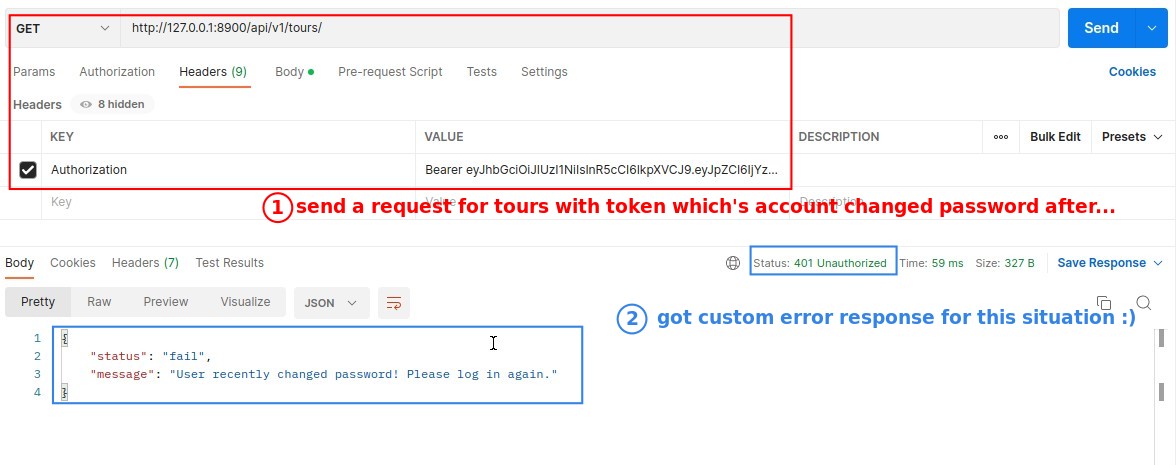 GET http://127.0.0.1:8900/api/v1/tours/ Send
Params Authorization Headers (9) Body Pre-request Script Tests Settings Cookies
Headers 8 hidden
KEY VALUE DESCRIPTION ooo Bulk Edit Presets
Authorization Bearer eyJhbGciOiJIUzI1NiIsInR5cCI6IkpXVCJ9.eyJpZCI6IjYz...
Key Value Description
1 send a request for tours with token which's account changed password after...
Body Cookies Headers (7) Test Results Status: 401 Unauthorized Time: 59 ms Size: 327 B Save Response
Pretty Raw Preview Visualize JSON
2 got custom error response for this situation :)
1 {
2 "status": "fail",
3 "message": "User recently changed password! Please log in again."
4 }